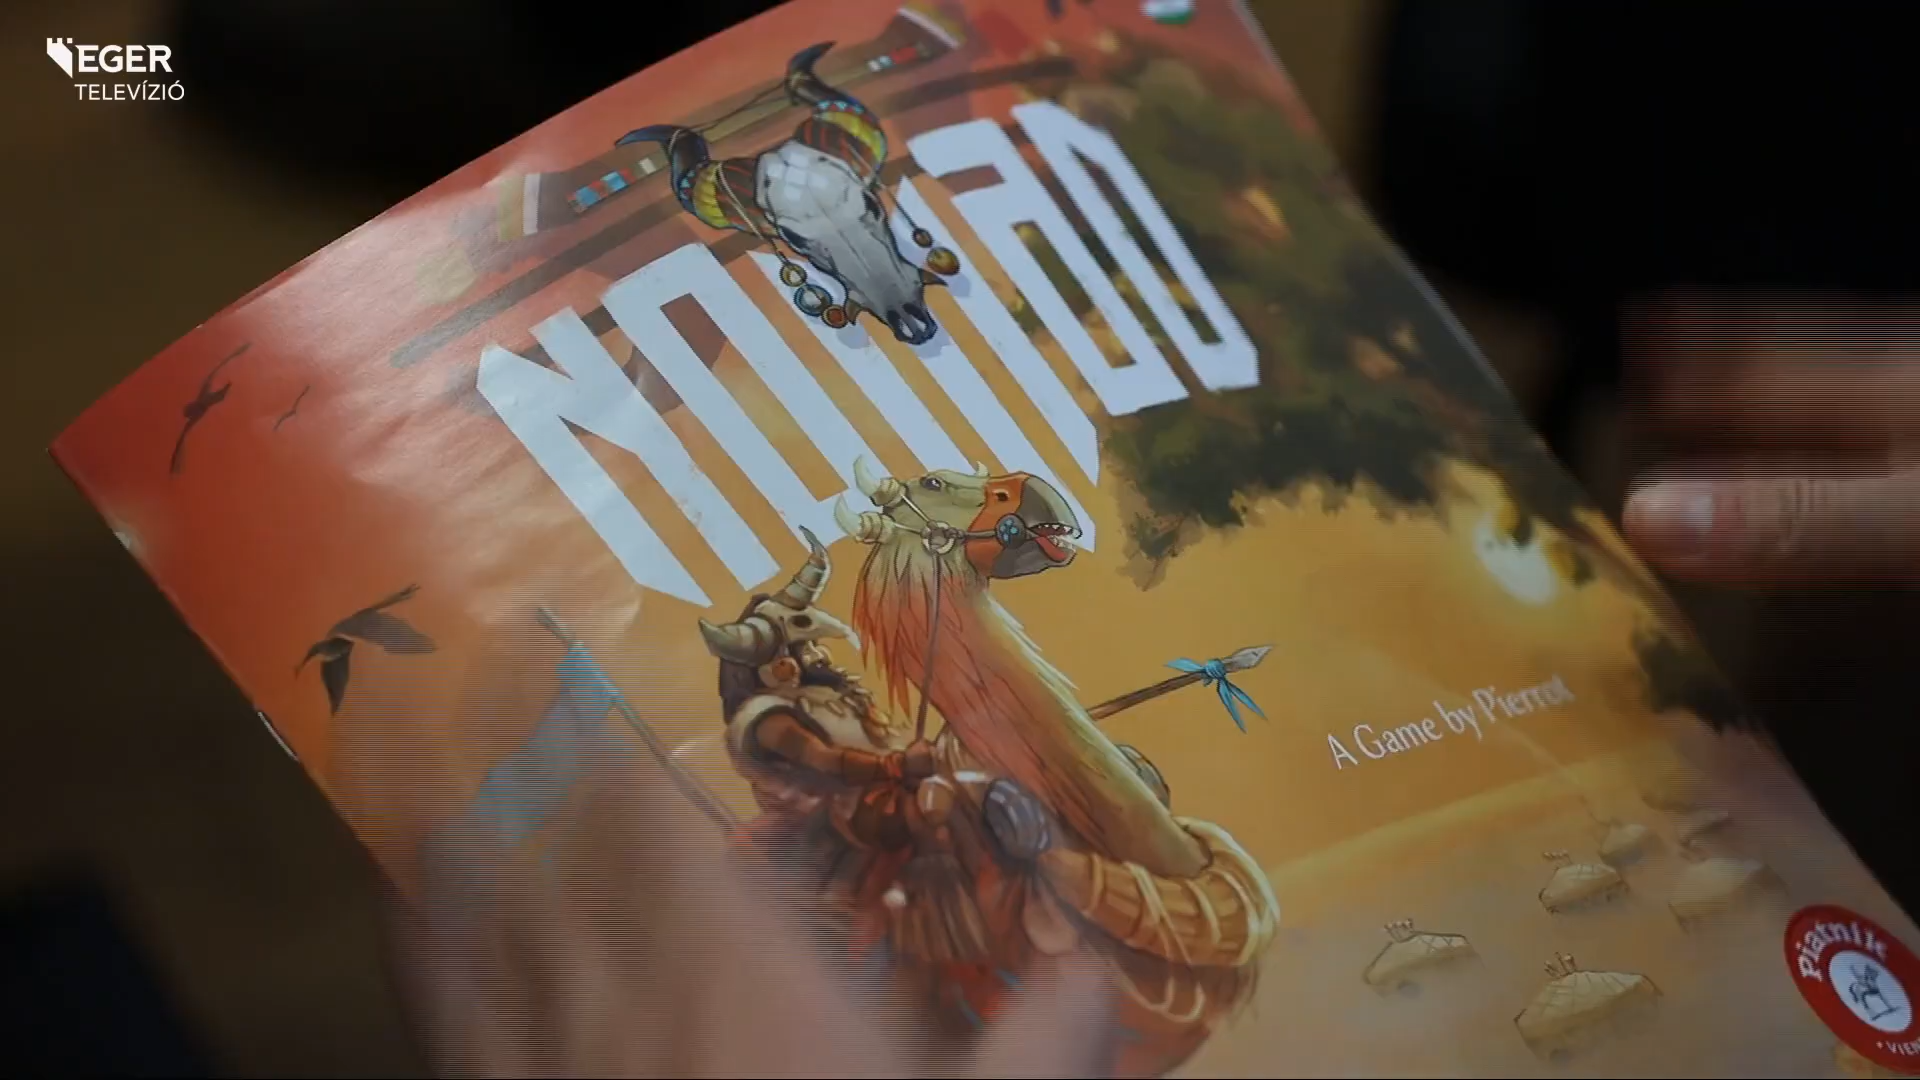 EGER
TELEVÍZIÓ
NOMAD
A Game by Pierrot
Piatnik